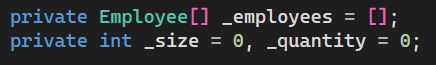 private Employee[] _employees = [];
private int _size = 0, _quantity = 0;